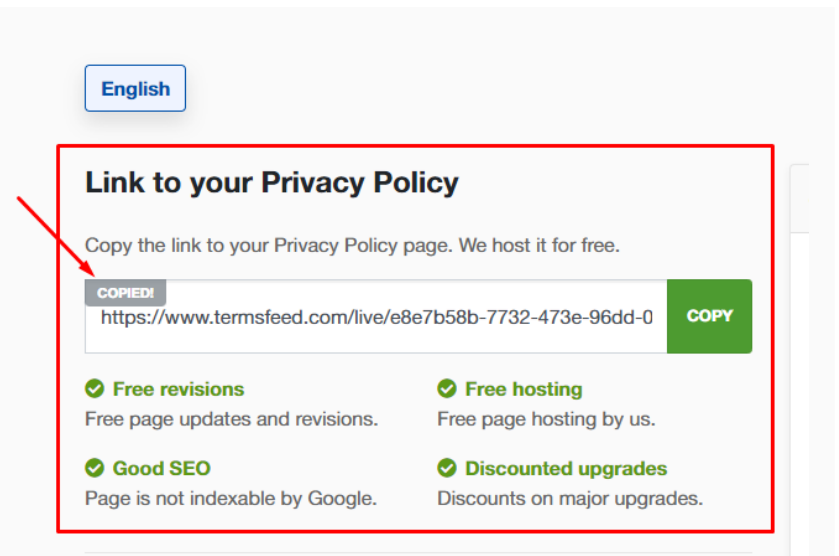 English
Link to your Privacy Policy
Copy the link to your Privacy Policy page. We host it for free.
COPIED!
https://www.termsfeed.com/live/e8e7b58b-7732-473e-96dd-0
COPY
Free revisions
Free page updates and revisions.
Free hosting
Free page hosting by us.
Good SEO
Page is not indexable by Google.
Discounted upgrades
Discounts on major upgrades.